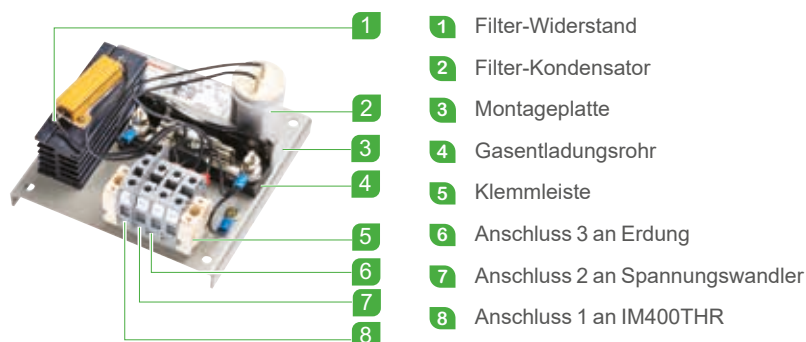 1
2
3
4
5
6
7
8
1 Filter-Widerstand
2 Filter-Kondensator
3 Montageplatte
4 Gasentladungsrohr
5 Klemmleiste
6 Anschluss 3 an Erdung
7 Anschluss 2 an Spannungswandler
8 Anschluss 1 an IM400THR